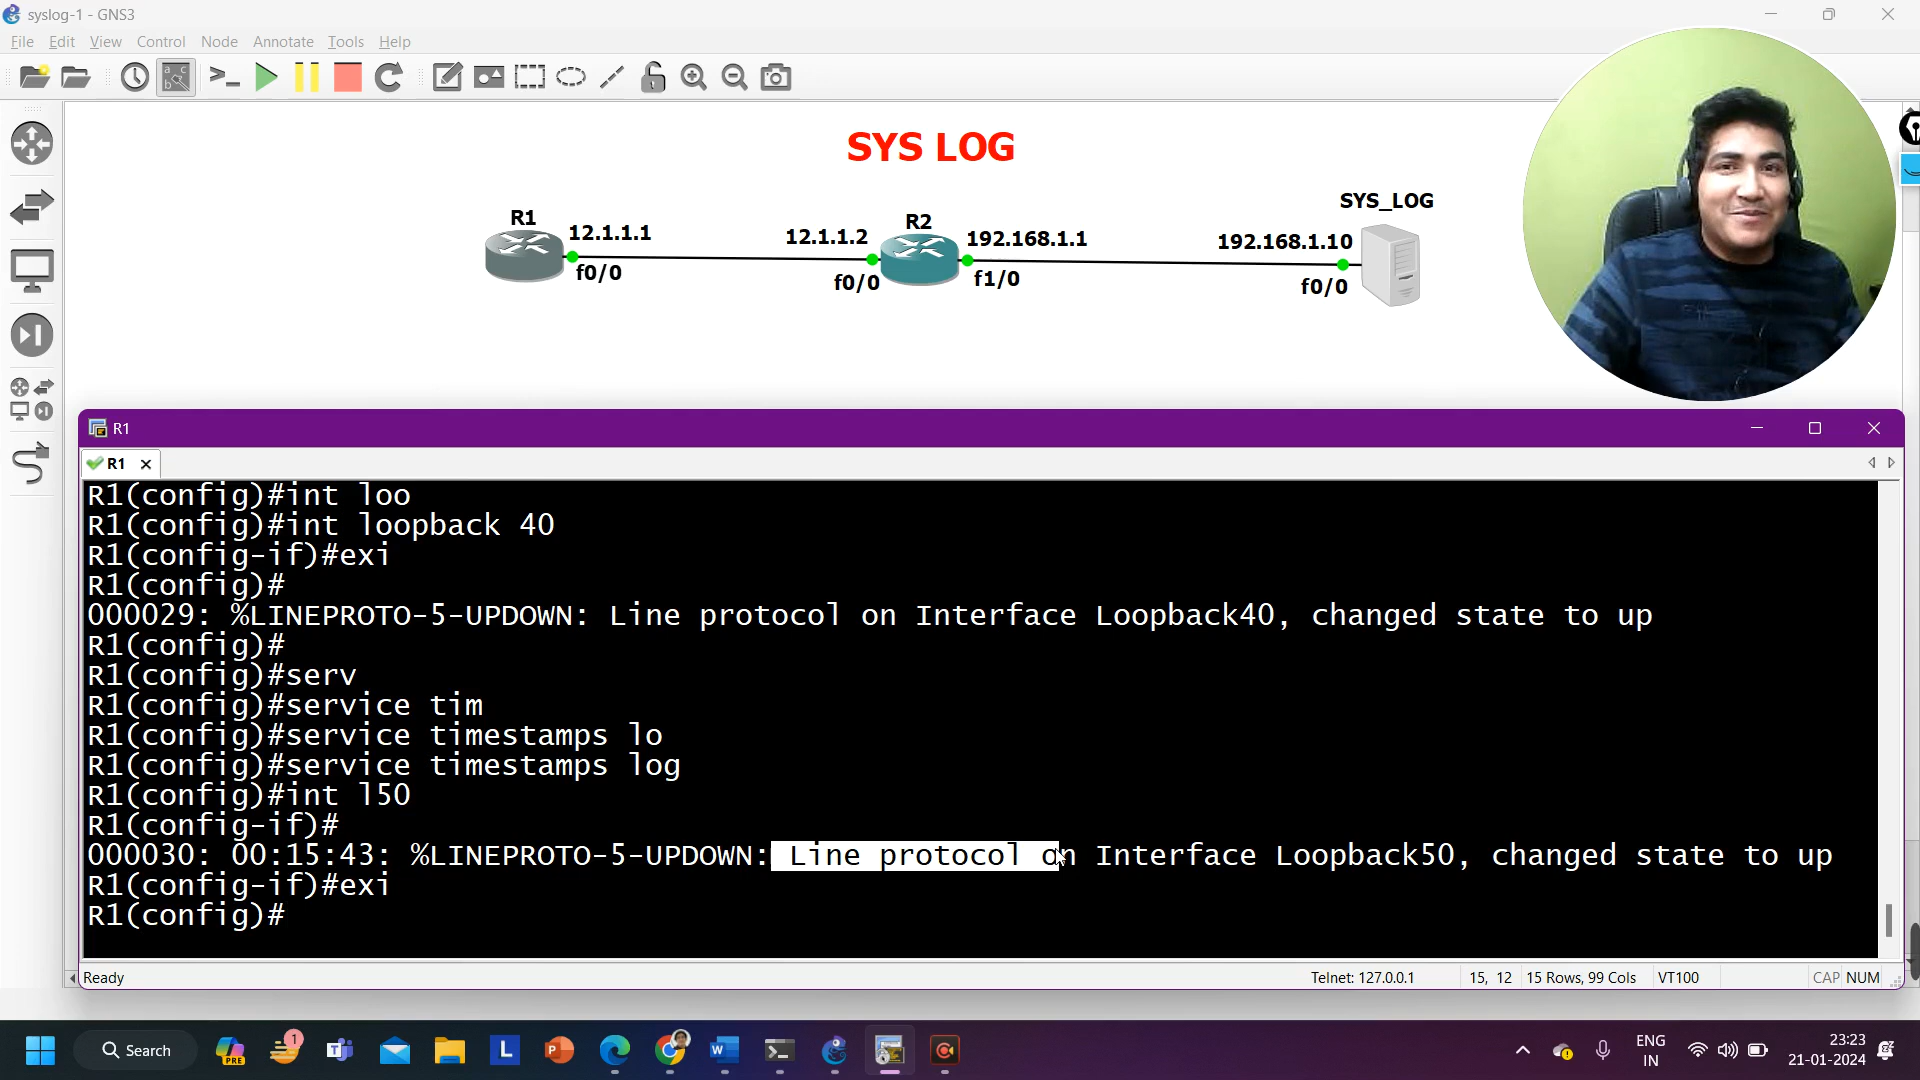 syslog-1 - GNS3
File Edit View Control Node Annotate Tools Help
SYS LOG
SYS_LOG
R1
12.1.1.1
f0/0
12.1.1.2
R2
192.168.1.1
f0/0
f1/0
192.168.1.10
f0/0
R1
R1
R1(config)#int loo
R1(config)#int loopback 40
R1(config-if)#exi
R1(config)#
000029: %LINEPROTO-5-UPDOWN: Line protocol on Interface Loopback40, changed state to up
R1(config)#
R1(config)#serv
R1(config)#service tim
R1(config)#service timestamps lo
R1(config)#service timestamps log
R1(config)#int l50
R1(config-if)#
000030: 00:15:43: %LINEPROTO-5-UPDOWN: Line protocol on Interface Loopback50, changed state to up
R1(config-if)#exi
R1(config)#
Ready
Telnet: 127.0.0.1
15, 12
15 Rows, 99 Cols
VT100
CAP NUM
Search
PRE
1
ENG
IN
23:23
21-01-2024